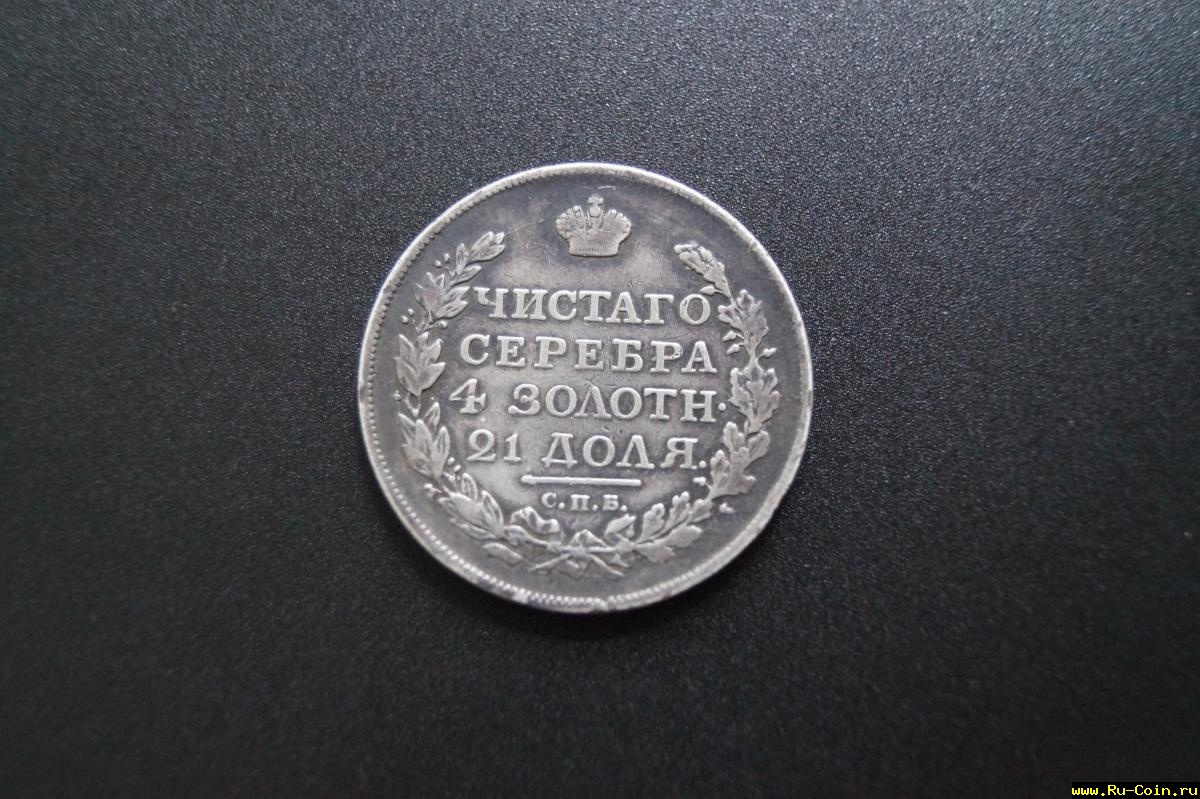 ЧИСТАГО
СЕРЕБРА
4 ЗОЛОТН.
21 ДОЛЯ.
С.П.Б.
www.Ru-Coin.ru